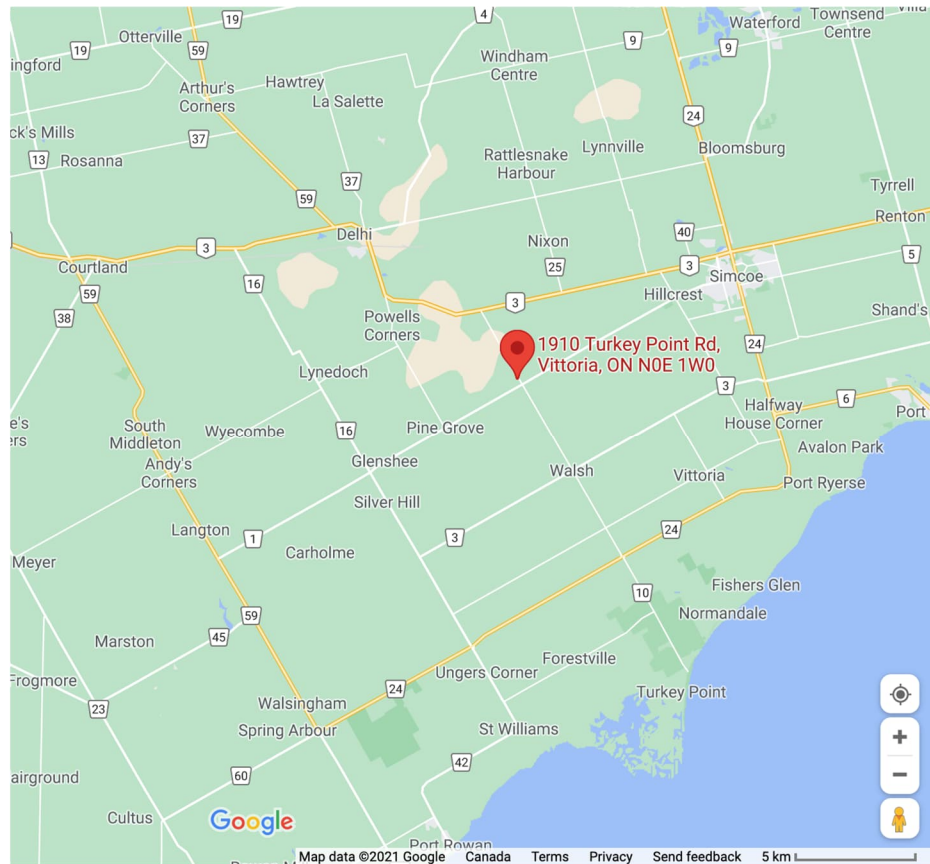 19
4
Waterford
Townsend
Centre
Villa
Otterville
19
59
9
9
ingford
Windham
Centre
Hawtrey
Arthur's
Corners
La Salette
24
ck's Mills
37
Rattlesnake
Harbour
Lynnville
Bloomsburg
13
Rosanna
37
59
Tyrrell
Renton
Delhi
40
Nixon
3
5
Courtland
25
3
Simcoe
16
59
Hillcrest
3
38
Powells
Corners
Shand's
1910 Turkey Point Rd,
Vittoria, ON N0E 1W0
24
Lynedoch
3
6
Halfway
House Corner
Port
e's
ers
South
Middleton
Wyecombe
16
Pine Grove
Avalon Park
Andy's
Corners
Glenshee
Walsh
Vittoria
Port Ryerse
Silver Hill
Langton
1
3
24
Carholme
Meyer
Fishers Glen
10
Normandale
59
Marston
45
Frogmore
Forestville
Ungers Corner
24
Turkey Point
23
Walsingham
Spring Arbour
St Williams
42
60
airground
Cultus
Google
Port Rowan
Map data ©2021 Google Canada Terms Privacy Send feedback 5 km